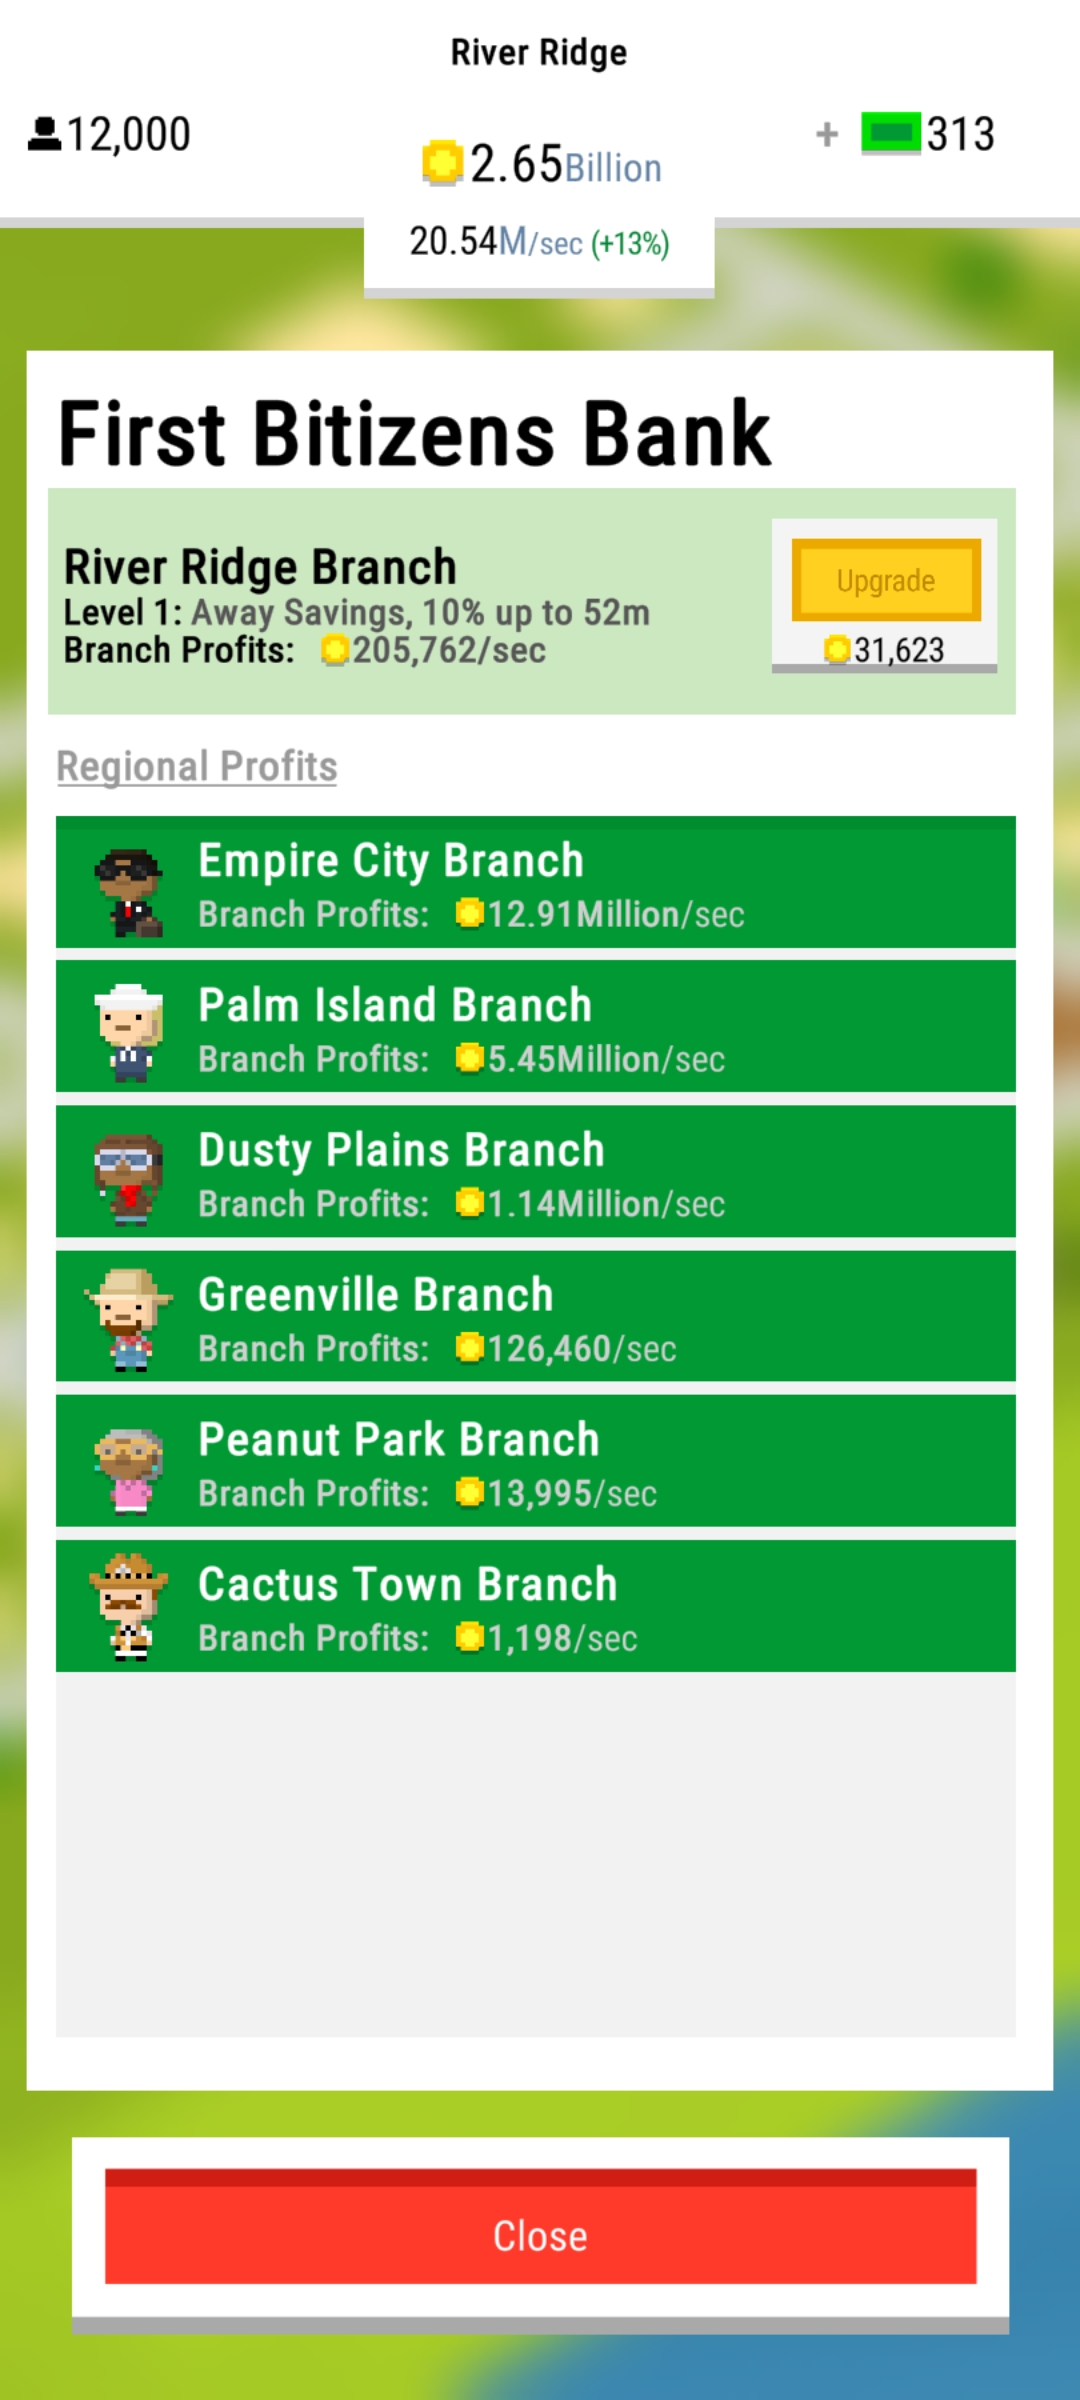 River Ridge
12,000
2.65Billion
+ 313
20.54M/sec (+13%)
First Bitizens Bank
River Ridge Branch
Level 1: Away Savings, 10% up to 52m
Branch Profits: 205,762/sec
Upgrade
31,623
Regional Profits
Empire City Branch
Branch Profits: 12.91Million/sec
Palm Island Branch
Branch Profits: 5.45Million/sec
Dusty Plains Branch
Branch Profits: 1.14Million/sec
Greenville Branch
Branch Profits: 126,460/sec
Peanut Park Branch
Branch Profits: 13,995/sec
Cactus Town Branch
Branch Profits: 1,198/sec
Close